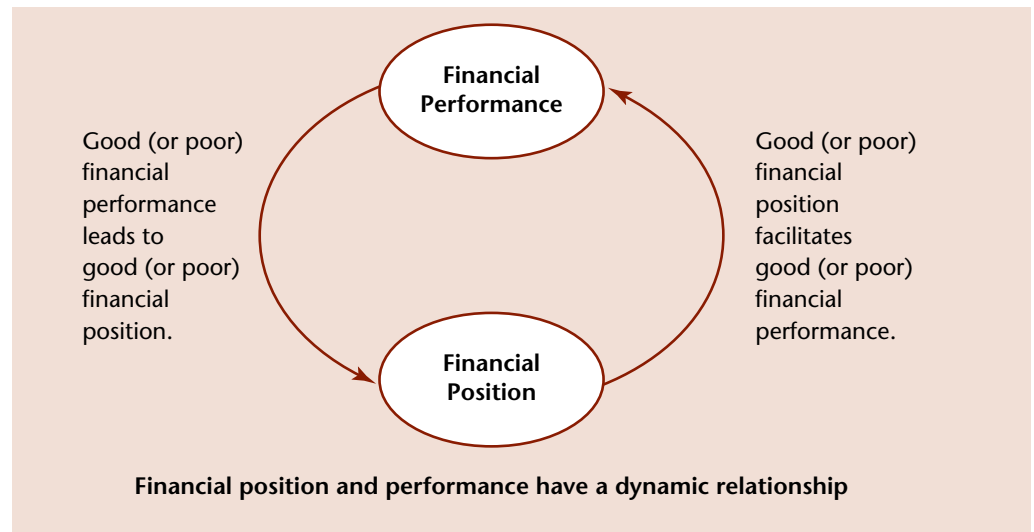 Financial
Performance
Good (or poor)
financial
performance
leads to
good (or poor)
financial
position.
Good (or poor)
financial
position
facilitates
good (or poor)
financial
performance.
Financial
Position
Financial position and performance have a dynamic relationship